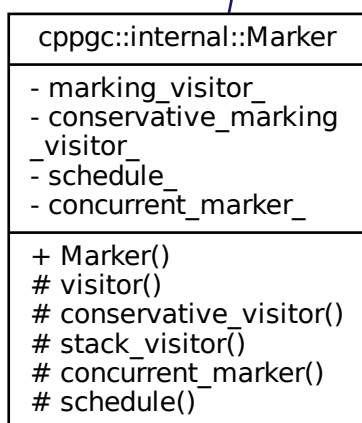 cppgc::internal::Marker
- marking_visitor_
- conservative_marking
_visitor_
- schedule_
- concurrent_marker_
+ Marker()
# visitor()
# conservative_visitor()
# stack_visitor()
# concurrent_marker()
# schedule()